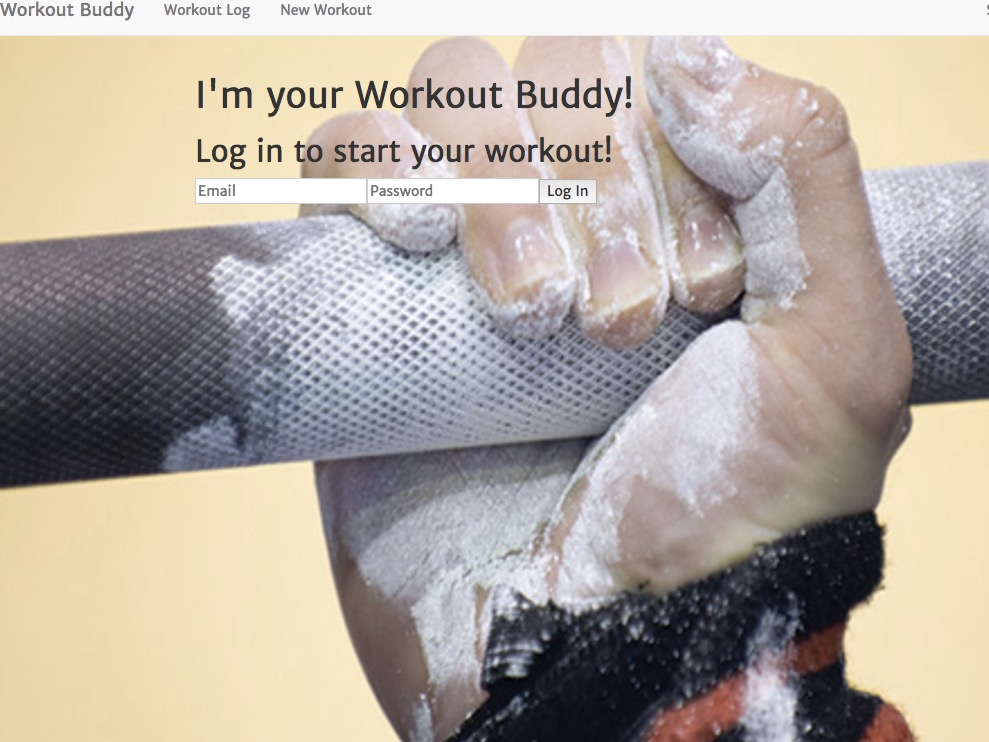 Workout Buddy Workout Log New Workout
I'm your Workout Buddy!
Log in to start your workout!
Email Password Log In